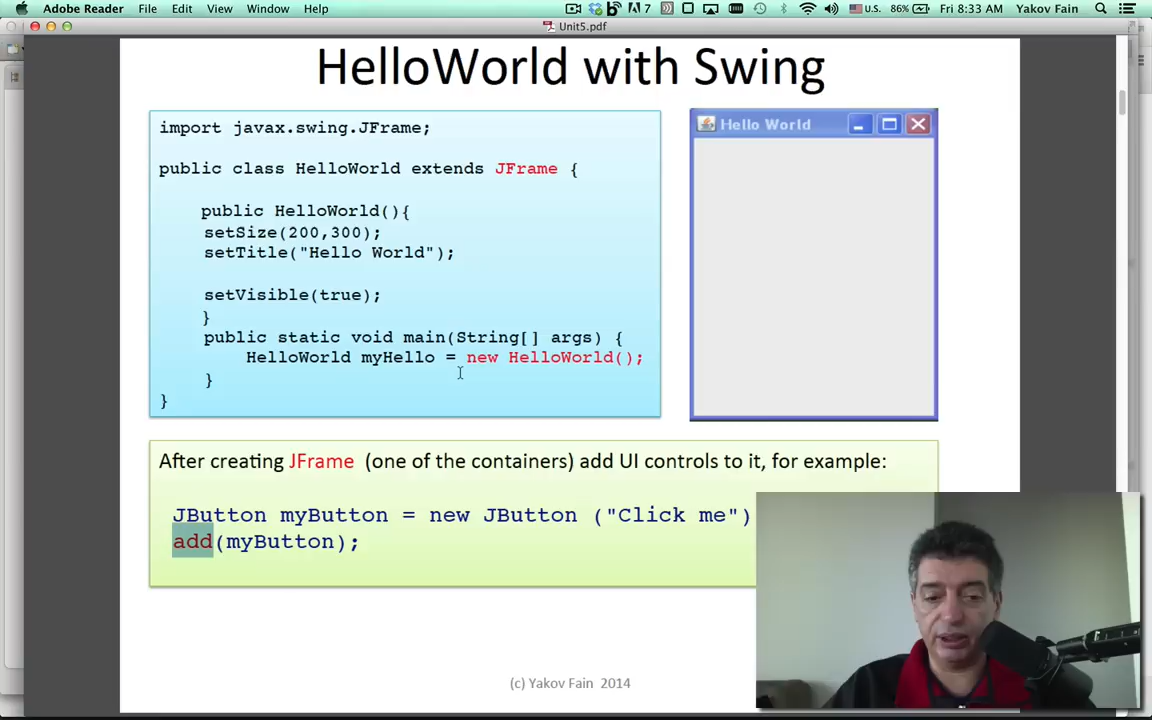 Adobe Reader File Edit View Window Help
7 U.S. 86% Fri 8:33 AM Yakov Fain
Unit5.pdf
HelloWorld with Swing
import javax.swing.JFrame;
public class HelloWorld extends JFrame {
public HelloWorld(){
setSize(200,300);
setTitle("Hello World");
setVisible(true);
}
public static void main(String[] args) {
HelloWorld myHello = new HelloWorld();
}
}
Hello World
After creating JFrame (one of the containers) add UI controls to it, for example:
JButton myButton = new JButton ("Click me")
add(myButton);
(c) Yakov Fain 2014